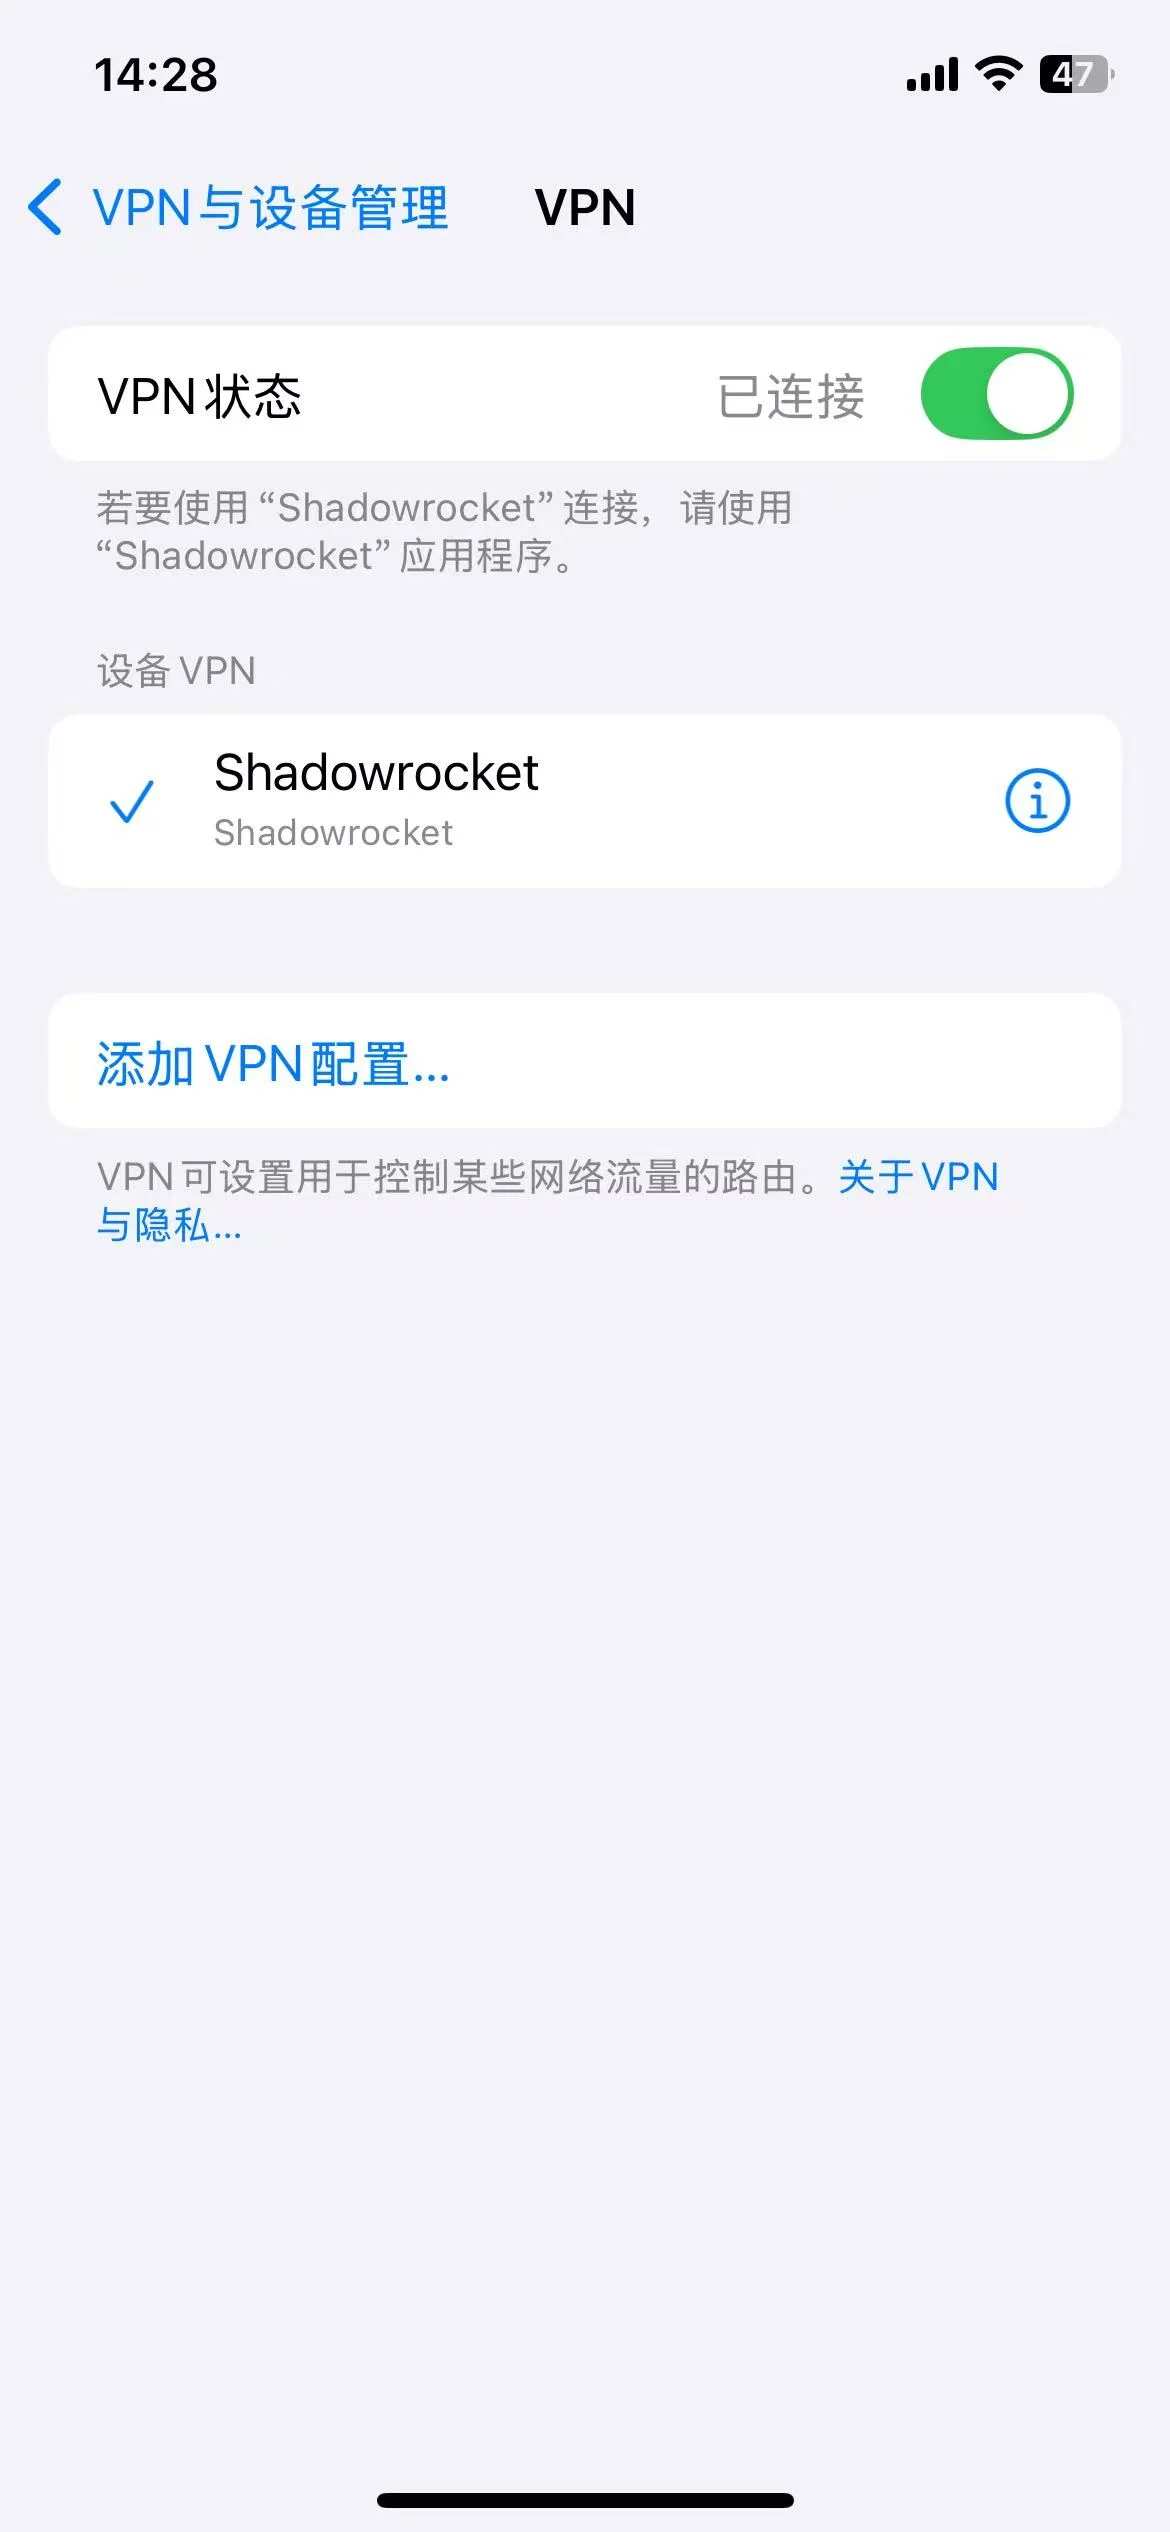 14:28
47
VPN与设备管理
VPN
VPN状态
已连接
若要使用“Shadowrocket”连接，请使用
“Shadowrocket”应用程序。
设备 VPN
Shadowrocket
Shadowrocket
添加VPN配置...
VPN可设置用于控制某些网络流量的路由。关于VPN
与隐私...